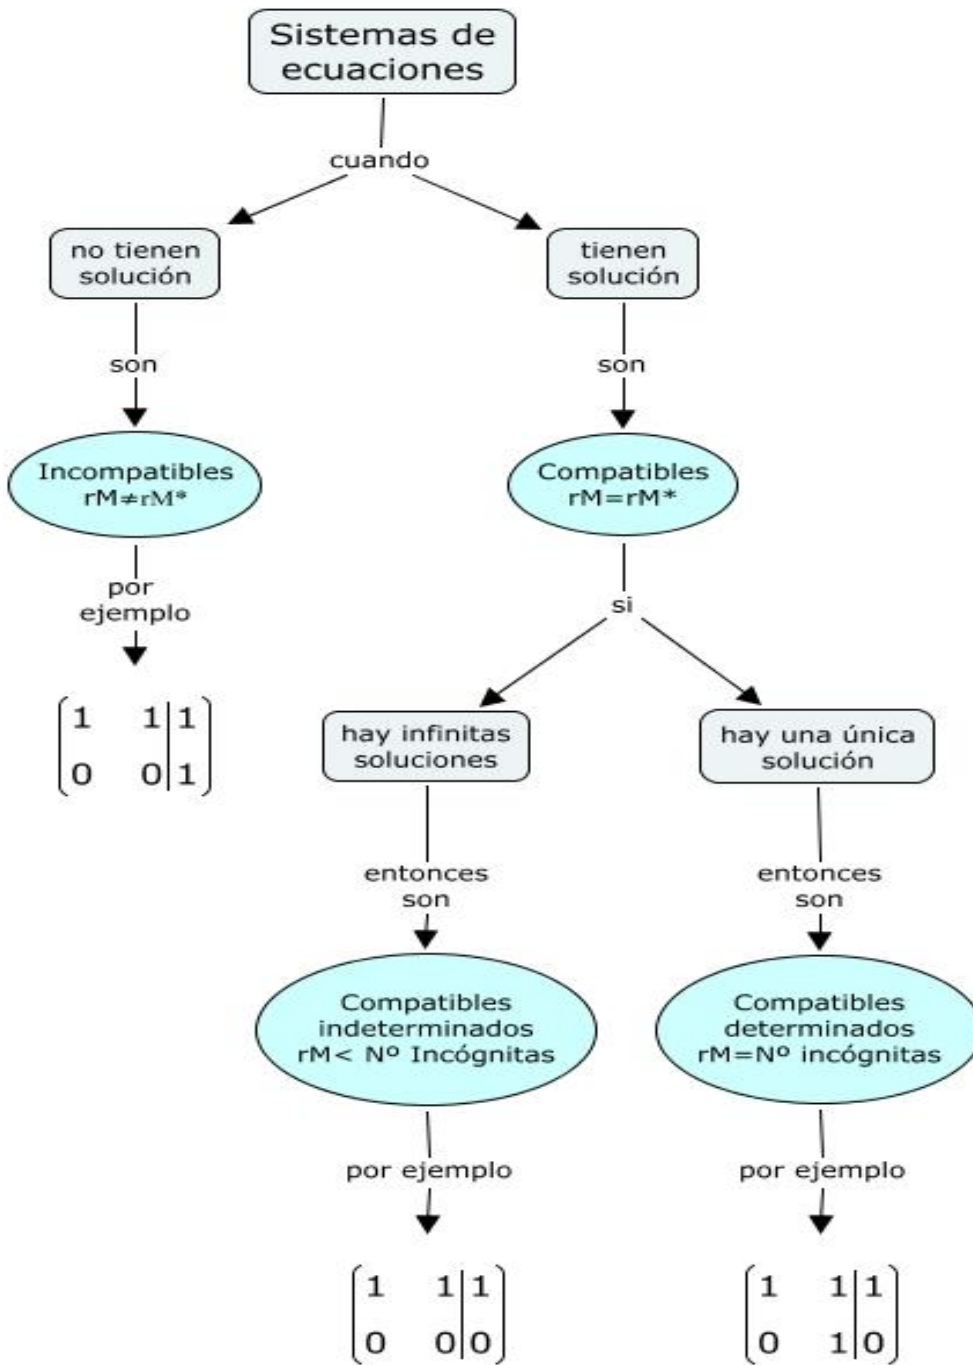 Sistemas de
ecuaciones
cuando
no tienen
solución
tienen
solución
son
son
Incompatibles
rM≠rM*
Compatibles
rM=rM*
por
ejemplo
si
1 1 1
0 0 1
hay infinitas
soluciones
hay una única
solución
entonces
son
entonces
son
Compatibles
indeterminados
rM< Nº Incógnitas
Compatibles
determinados
rM=Nº incógnitas
por ejemplo
por ejemplo
1 1 1
0 0 0
1 1 1
0 1 0